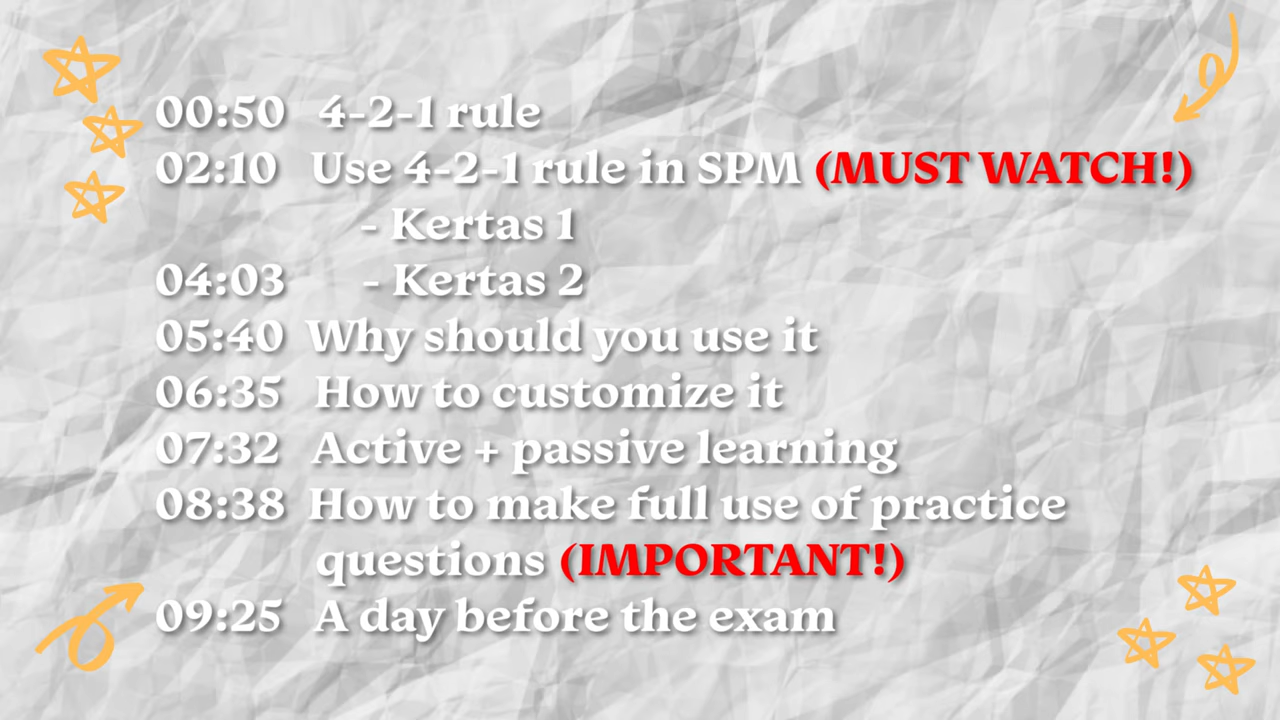 00:50 4-2-1 rule
02:10 Use 4-2-1 rule in SPM (MUST WATCH!)
- Kertas 1
04:03 - Kertas 2
05:40 Why should you use it
06:35 How to customize it
07:32 Active + passive learning
08:38 How to make full use of practice
questions (IMPORTANT!)
09:25 A day before the exam